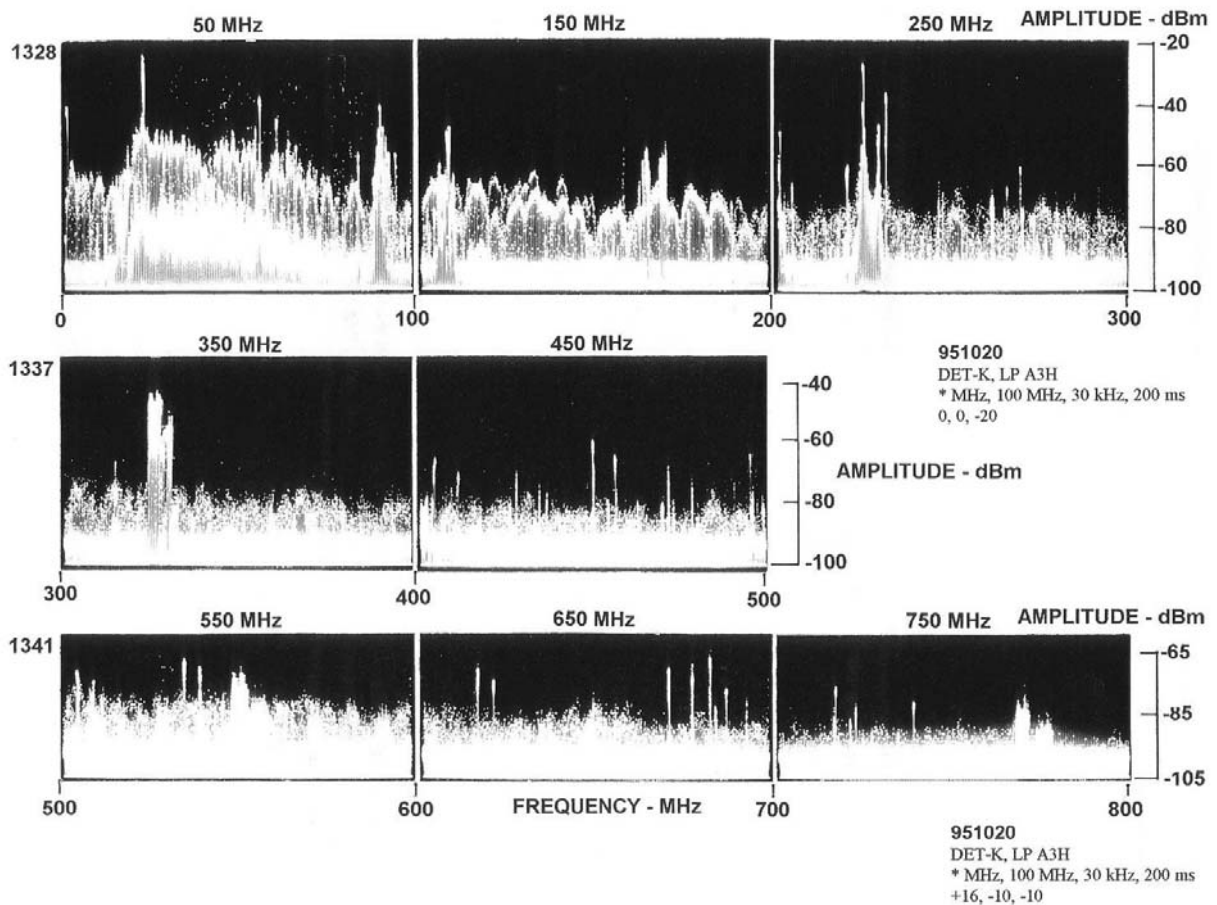 50 MHz 150 MHz 250 MHz AMPLITUDE - dBm
1328 -20
-40
-60
-80
-100
0 100 200 300
350 MHz 450 MHz
1337 951020
DET-K, LP A3H
* MHz, 100 MHz, 30 kHz, 200 ms
0, 0, -20
-40
-60
AMPLITUDE - dBm
-80
-100
300 400 500
550 MHz 650 MHz 750 MHz AMPLITUDE - dBm
1341 -65
-85
-105
500 600 FREQUENCY - MHz 700 800
951020
DET-K, LP A3H
* MHz, 100 MHz, 30 kHz, 200 ms
+16, -10, -10